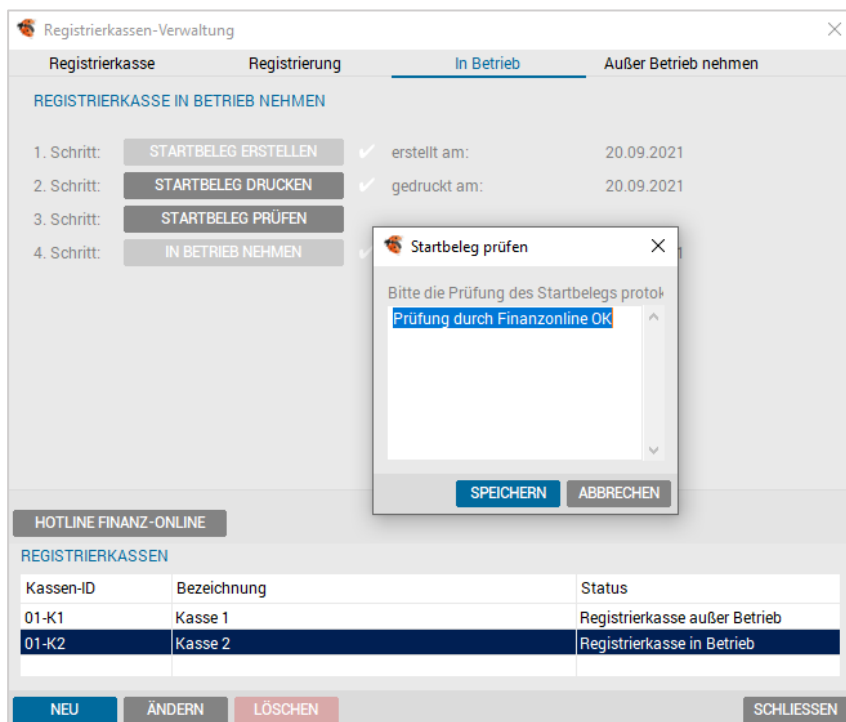 Registrierkassen-Verwaltung
Registrierkasse Registrierung In Betrieb Außer Betrieb nehmen
REGISTRIERKASSE IN BETRIEB NEHMEN
1. Schritt: STARTBELEG ERSTELLEN erstellt am: 20.09.2021
2. Schritt: STARTBELEG DRUCKEN gedruckt am: 20.09.2021
3. Schritt: STARTBELEG PRÜFEN
4. Schritt: IN BETRIEB NEHMEN 1
Startbeleg prüfen
Bitte die Prüfung des Startbelegs protok
Prüfung durch Finanzonline OK
SPEICHERN ABBRECHEN
HOTLINE FINANZ-ONLINE
REGISTRIERKASSEN
Kassen-ID Bezeichnung Status
01-K1 Kasse 1 Registrierkasse außer Betrieb
01-K2 Kasse 2 Registrierkasse in Betrieb
NEU ÄNDERN LÖSCHEN SCHLIESSEN